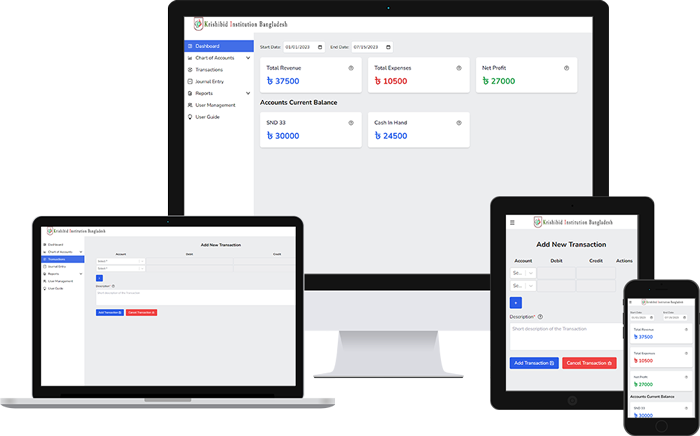 Krishibid Institution Bangladesh
Dashboard
Chart of Accounts
Transactions
Journal Entry
Reports
User Management
User Guide
Start Date: 01/01/2023 End Date: 07/15/2023
Total Revenue
৳ 37500
Total Expenses
৳ 10500
Net Profit
৳ 27000
Accounts Current Balance
SND 33
৳ 30000
Cash In Hand
৳ 24500
Krishibid Institution Bangladesh
Dashboard
Chart of Accounts
Transactions
Journal Entry
Reports
User Management
User Guide
Add New Transaction
Account Debit Credit
Select
Select
+
Description
Short description of the Transaction
Add Transaction Cancel Transaction
Krishibid Institution Bangladesh
Add New Transaction
Account Debit Credit Actions
Se...
Se...
+
Description*
Short description of the Transaction
Add Transaction Cancel Transaction
Krishibid Institution Bangladesh
Start Date: End Date:
Total Revenue
৳ 37500
Total Expenses
৳ 10500
Net Profit
৳ 27000
Accounts Current Balance
SND 33
৳ 30000